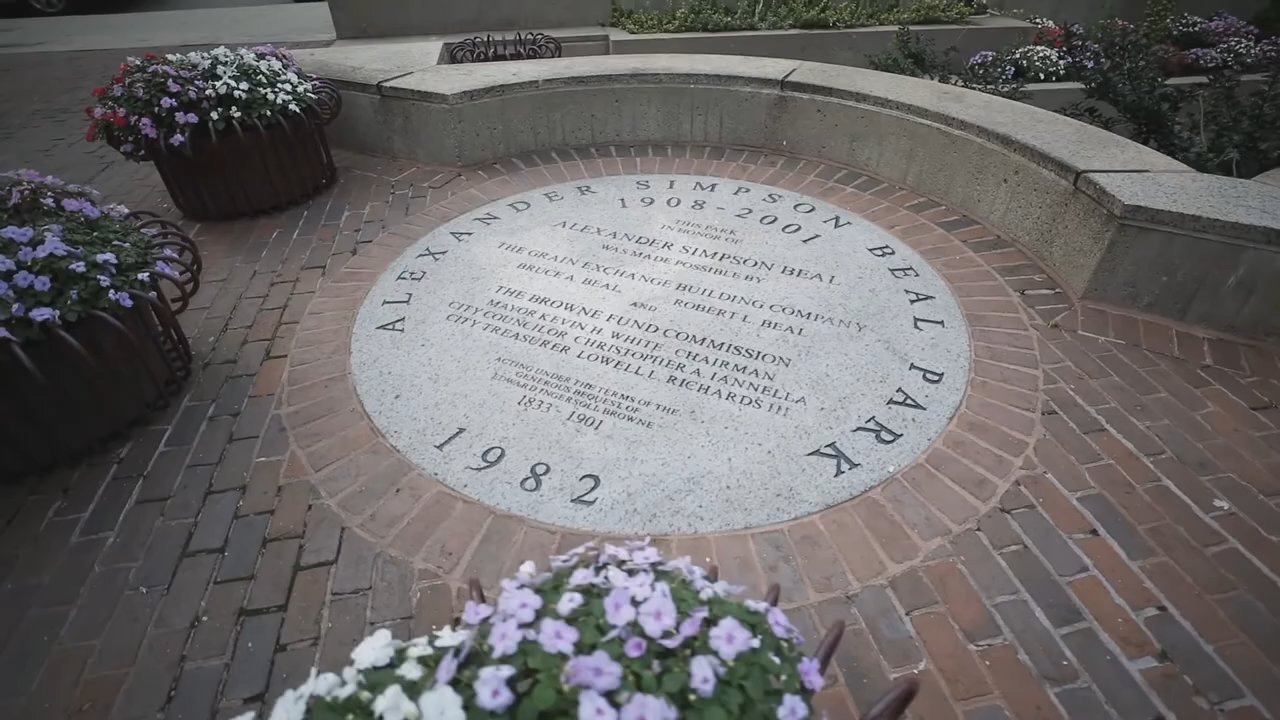 ALEXANDER SIMPSON BEAL PARK
1908-2001
THIS PARK
IN HONOR OF
ALEXANDER SIMPSON BEAL
WAS MADE POSSIBLE BY
THE GRAIN EXCHANGE BUILDING COMPANY
BRUCE A. BEAL AND ROBERT L. BEAL
THE BROWNE FUND COMMISSION
MAYOR KEVIN H. WHITE CHAIRMAN
CITY COUNCILOR CHRISTOPHER A. IANNELLA
CITY TREASURER LOWELL L. RICHARDS III
ACTING UNDER THE TERMS OF THE
GENEROUS BEQUEST OF
EDWARD INGERSOLL BROWNE
1833 - 1901
1982